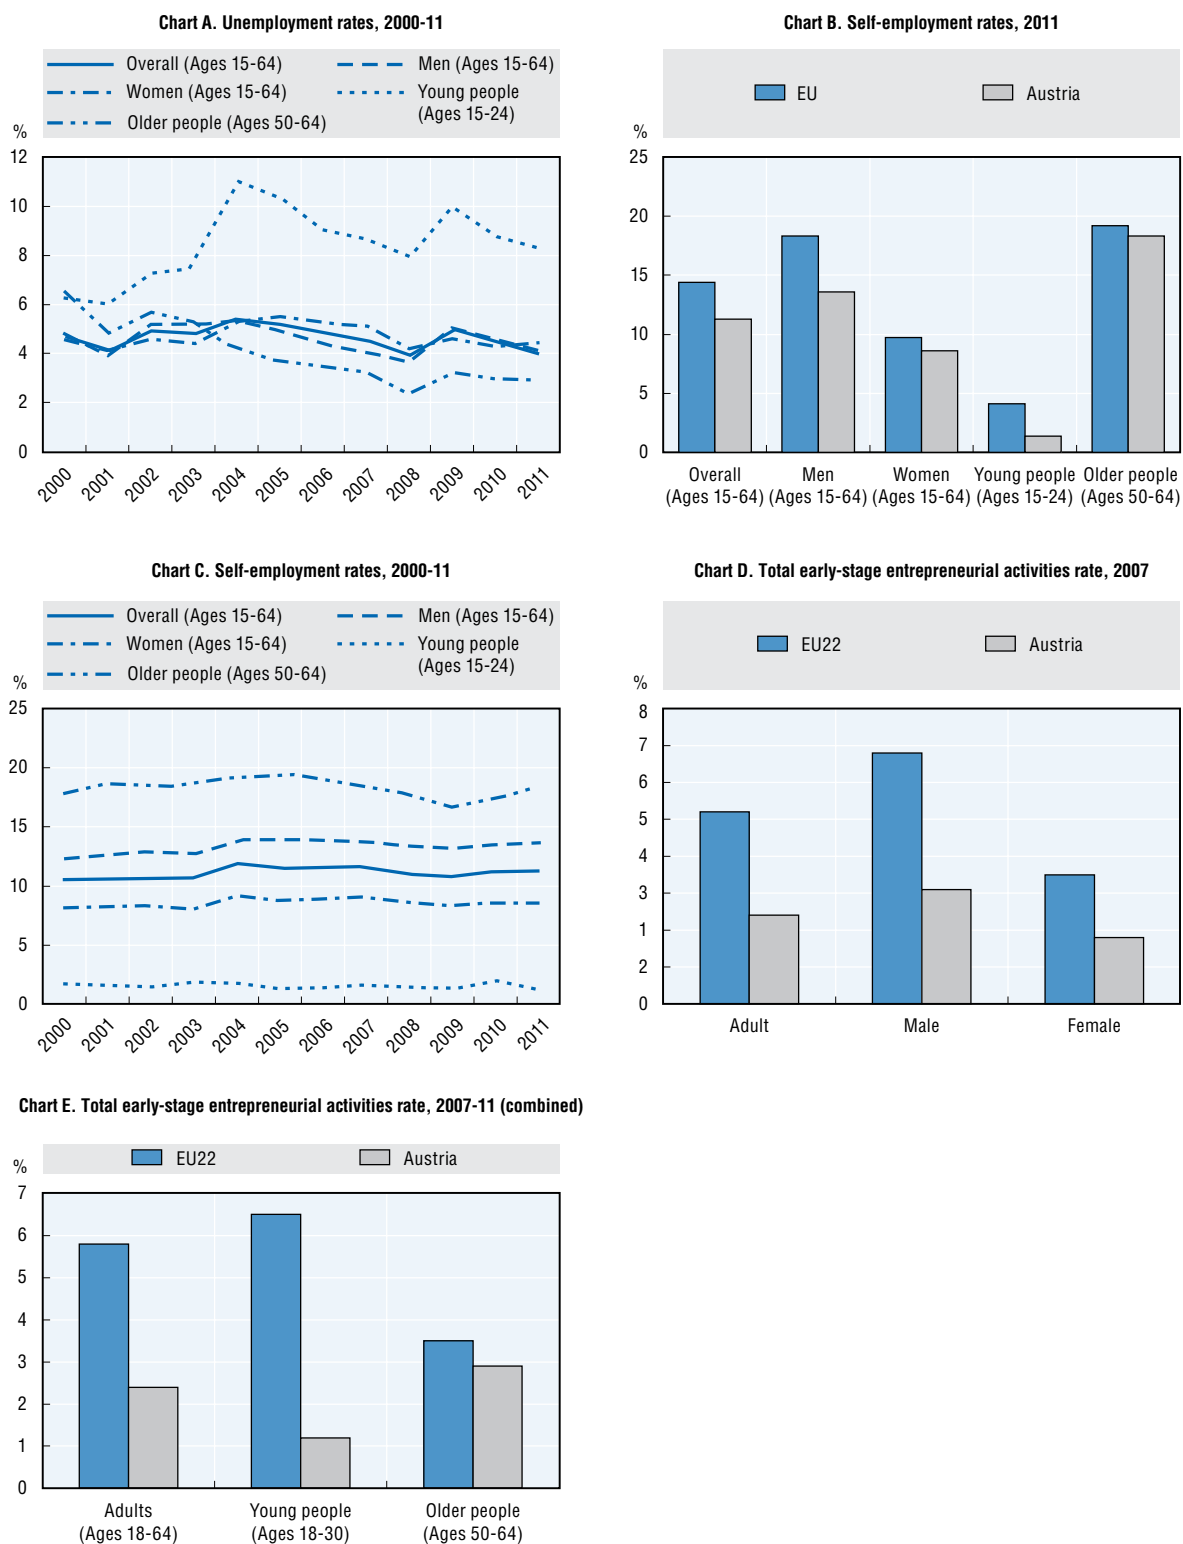 Chart A. Unemployment rates, 2000-11
Overall (Ages 15-64)
Men (Ages 15-64)
Women (Ages 15-64)
Young people
(Ages 15-24)
Older people (Ages 50-64)
%
12
10
8
6
4
2
0
2000
2001
2002
2003
2004
2005
2006
2007
2008
2009
2010
2011
Chart B. Self-employment rates, 2011
EU
Austria
%
25
20
15
10
5
0
Overall
(Ages 15-64)
Men
(Ages 15-64)
Women
(Ages 15-64)
Young people
(Ages 15-24)
Older people
(Ages 50-64)
Chart C. Self-employment rates, 2000-11
Overall (Ages 15-64)
Men (Ages 15-64)
Women (Ages 15-64)
Young people
(Ages 15-24)
Older people (Ages 50-64)
%
25
20
15
10
5
0
2000
2001
2002
2003
2004
2005
2006
2007
2008
2009
2010
2011
Chart D. Total early-stage entrepreneurial activities rate, 2007
EU22
Austria
%
8
7
6
5
4
3
1
2
0
Adult
Male
Female
Chart E. Total early-stage entrepreneurial activities rate, 2007-11 (combined)
EU22
Austria
%
7
6
5
4
3
2
1
0
Adults
(Ages 18-64)
Young people
(Ages 18-30)
Older people
(Ages 50-64)